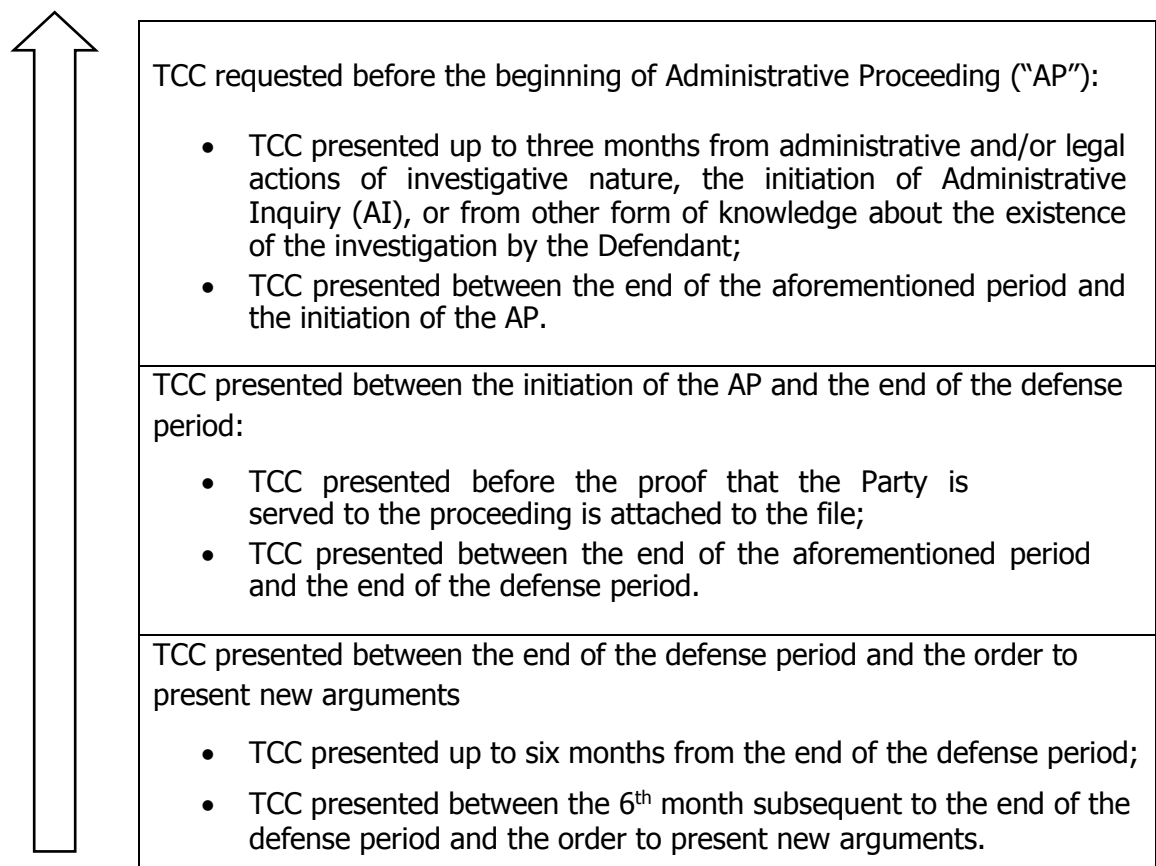 TCC requested before the beginning of Administrative Proceeding (“AP”):
• TCC presented up to three months from administrative and/or legal
actions of investigative nature, the initiation of Administrative
Inquiry (AI), or from other form of knowledge about the existence
of the investigation by the Defendant;
• TCC presented between the end of the aforementioned period and
the initiation of the AP.
TCC presented between the initiation of the AP and the end of the defense
period:
• TCC presented before the proof that the Party is
served to the proceeding is attached to the file;
• TCC presented between the end of the aforementioned period
and the end of the defense period.
TCC presented between the end of the defense period and the order to
present new arguments
• TCC presented up to six months from the end of the defense period;
• TCC presented between the 6th month subsequent to the end of the
defense period and the order to present new arguments.